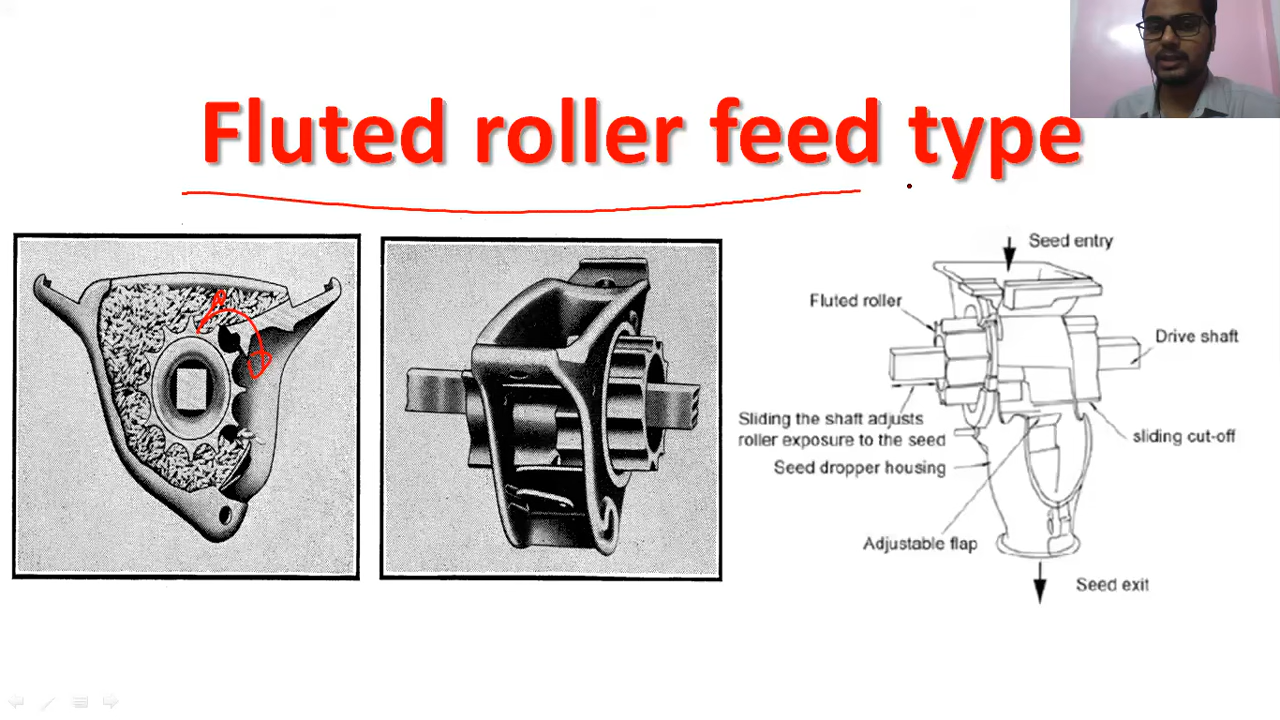 Fluted roller feed type
Seed entry
Fluted roller
Drive shaft
Sliding the shaft adjusts
roller exposure to the seed
sliding cut-off
Seed dropper housing
Adjustable flap
Seed exit